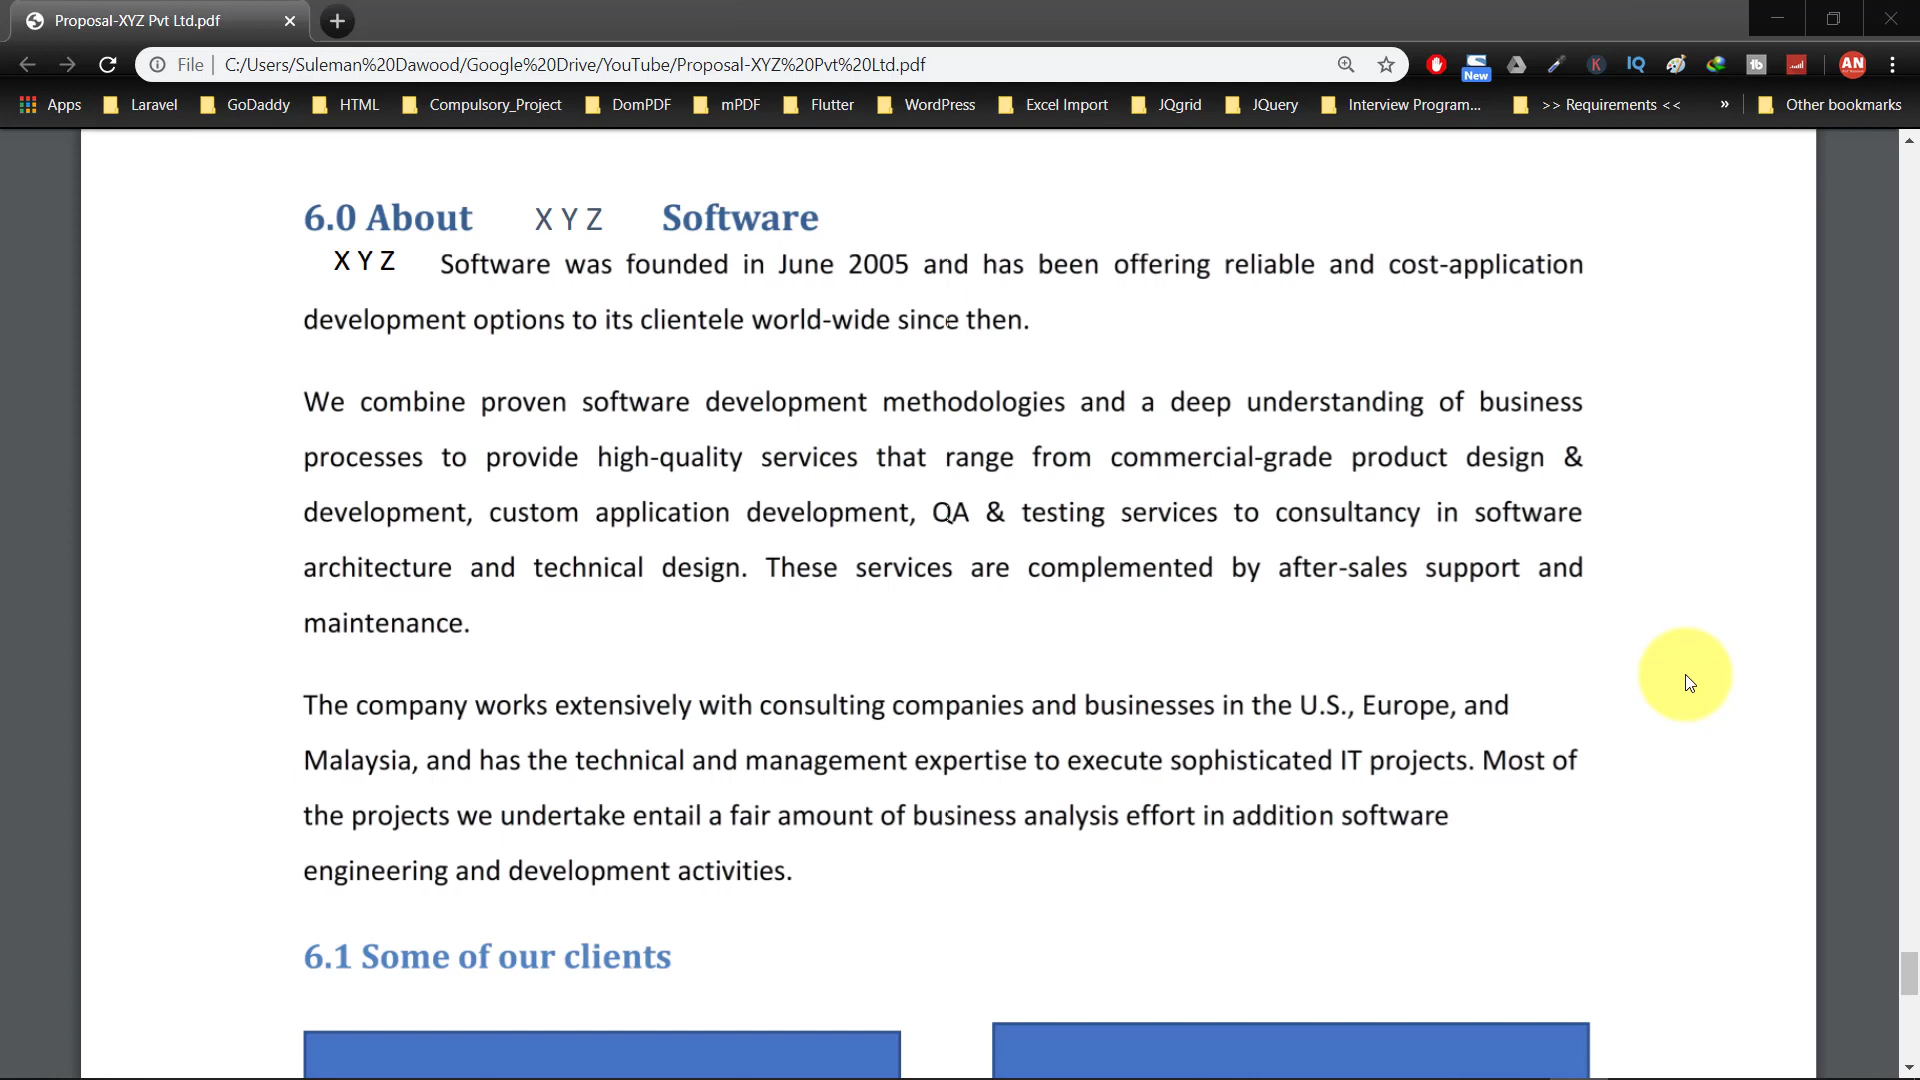 Proposal-XYZ Pvt Ltd.pdf
File C:/Users/Suleman%20Dawood/Google%20Drive/YouTube/Proposal-XYZ%20Pvt%20Ltd.pdf
New
K
IQ
tb
AN
Apps Laravel GoDaddy HTML Compulsory_Project DomPDF mPDF Flutter WordPress Excel Import JQgrid JQuery Interview Program... >> Requirements << » Other bookmarks
6.0 About X Y Z Software
X Y Z Software was founded in June 2005 and has been offering reliable and cost-application
development options to its clientele world-wide since then.
We combine proven software development methodologies and a deep understanding of business
processes to provide high-quality services that range from commercial-grade product design &
development, custom application development, QA & testing services to consultancy in software
architecture and technical design. These services are complemented by after-sales support and
maintenance.
The company works extensively with consulting companies and businesses in the U.S., Europe, and
Malaysia, and has the technical and management expertise to execute sophisticated IT projects. Most of
the projects we undertake entail a fair amount of business analysis effort in addition software
engineering and development activities.
6.1 Some of our clients